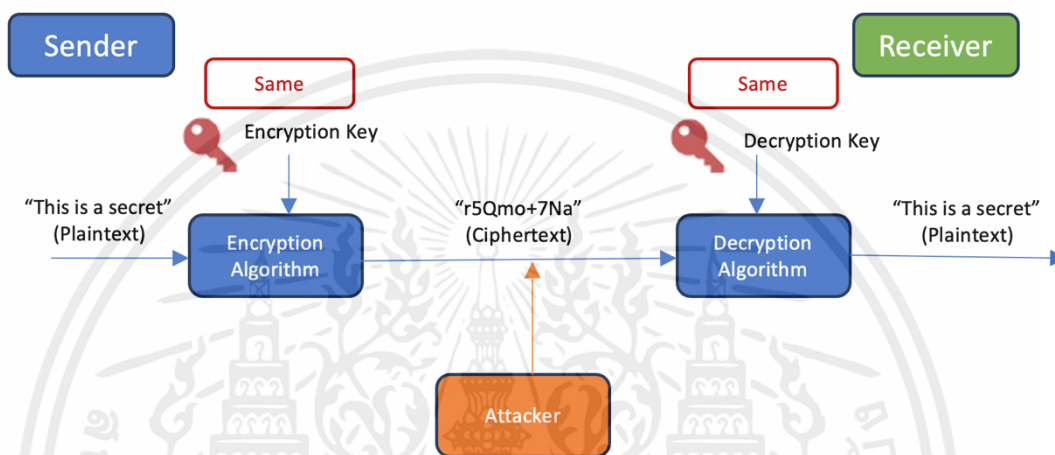 Sender
Receiver
Same
Same
Encryption Key
Decryption Key
“This is a secret”
(Plaintext)
Encryption
Algorithm
“r5Qmo+7Na”
(Ciphertext)
Decryption
Algorithm
“This is a secret”
(Plaintext)
Attacker